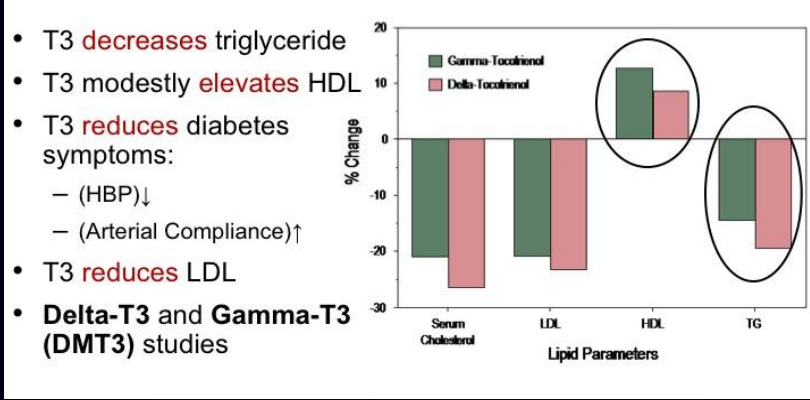 • T3 decreases triglyceride
• T3 modestly elevates HDL
• T3 reduces diabetes
symptoms:
– (HBP)↓
– (Arterial Compliance)↑
• T3 reduces LDL
• Delta-T3 and Gamma-T3
(DMT3) studies
20
10
0
-10
-20
-30
% Change
Gamma-Tocotrienol
Delta-Tocotrienol
Serum
Cholesterol
LDL
HDL
TG
Lipid Parameters